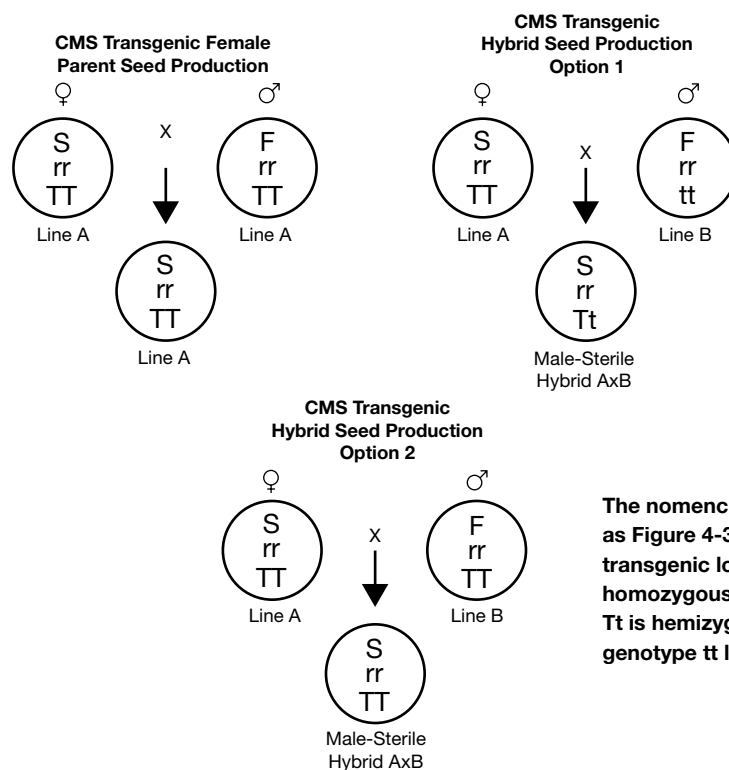 CMS Transgenic Female
Parent Seed Production
♀ ♂
S X F
rr rr
TT TT
Line A Line A
S
rr
TT
Line A
CMS Transgenic
Hybrid Seed Production
Option 1
♀ ♂
S X F
rr rr
TT tt
Line A Line B
S
rr
Tt
Male-Sterile
Hybrid AxB
CMS Transgenic
Hybrid Seed Production
Option 2
♀ ♂
S X F
rr rr
TT TT
Line A Line B
S
rr
TT
Male-Sterile
Hybrid AxB
The
as Figure 4-3
transgenic
homozygous
Tt is
genotype tt